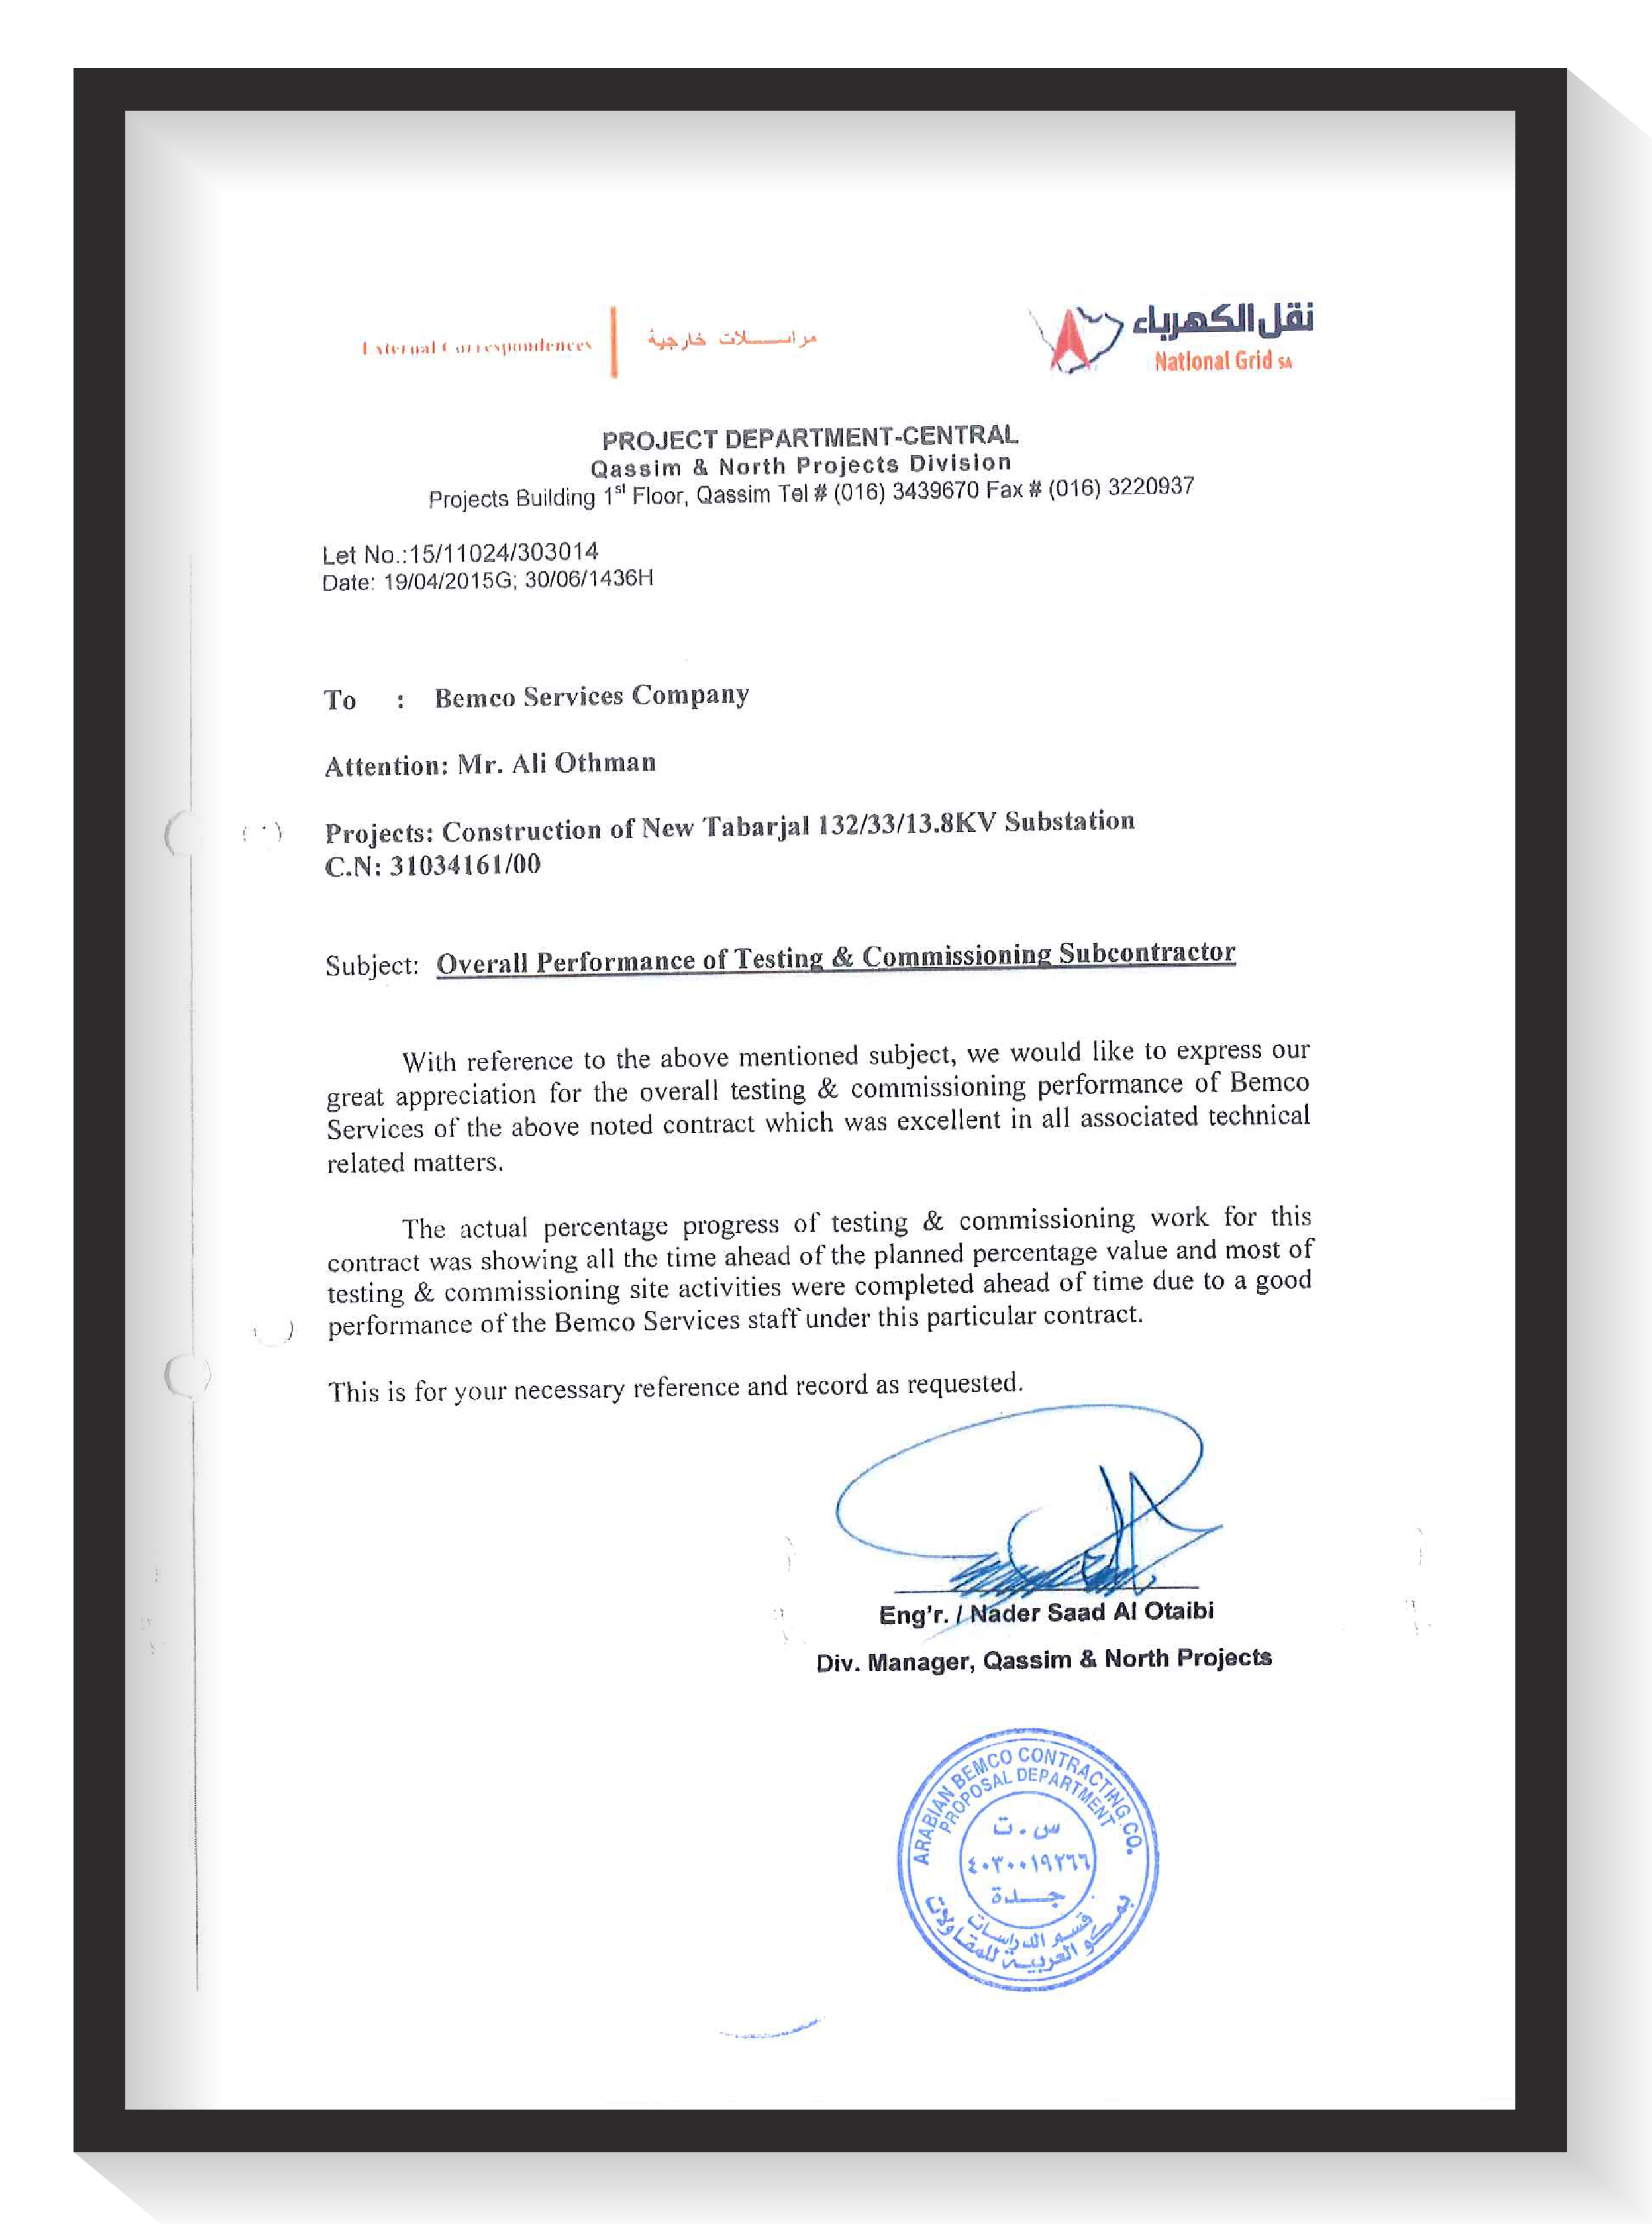 External Correspondences
مراسلات خارجية
نقل الكهرباء
National Grid SA
PROJECT DEPARTMENT-CENTRAL
Qassim & North Projects Division
Projects Building 1st Floor, Qassim Tel # (016) 3439670 Fax # (016) 3220937
Let No.:15/11024/303014
Date: 19/04/2015G; 30/06/1436H
To : Bemco Services Company
Attention: Mr. Ali Othman
Projects: Construction of New Tabarjal 132/33/13.8KV Substation
C.N: 31034161/00
Subject: Overall Performance of Testing & Commissioning Subcontractor
With reference to the above mentioned subject, we would like to express our
great appreciation for the overall testing & commissioning performance of Bemco
Services of the above noted contract which was excellent in all associated technical
related matters.
The actual percentage progress of testing & commissioning work for this
contract was showing all the time ahead of the planned percentage value and most of
testing & commissioning site activities were completed ahead of time due to a good
performance of the Bemco Services staff under this particular contract.
This is for your necessary reference and record as requested.
Eng'r. / Nader Saad Al Otaibi
Div. Manager, Qassim & North Projects
ARABIAN BEMCO CONTRACTING CO.
PROPOSAL DEPARTMENT
س . ت
٤٠٣٠٠١٩٢٦٦
جدة
قسم الدراسات
بمكو العربية للمقاولات